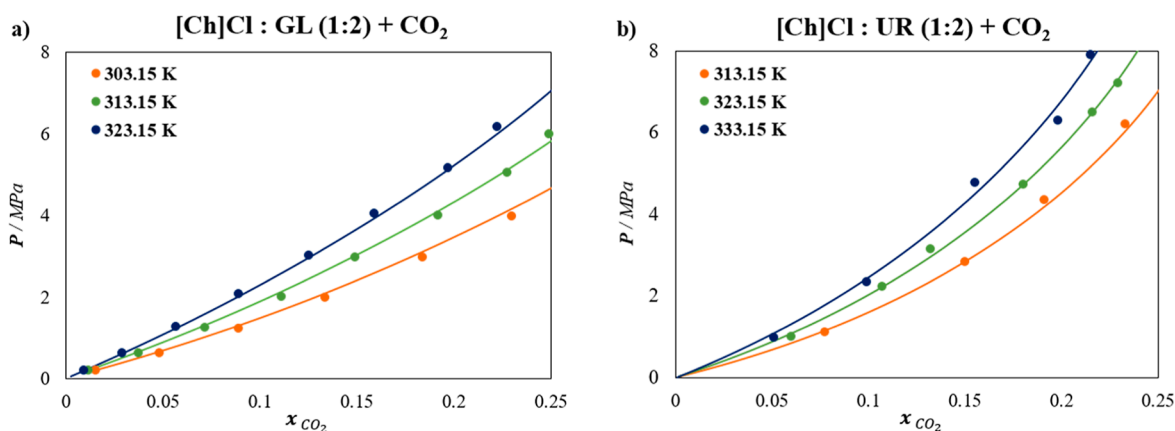 a)
[Ch]Cl : GL (1:2) + CO₂
8
6
4
2
0
P / MPa
303.15 K
313.15 K
323.15 K
0 0.05 0.1 0.15 0.2 0.25
x CO₂
b)
[Ch]Cl : UR (1:2) + CO₂
8
6
4
2
0
P / MPa
313.15 K
323.15 K
333.15 K
0 0.05 0.1 0.15 0.2 0.25
x CO₂